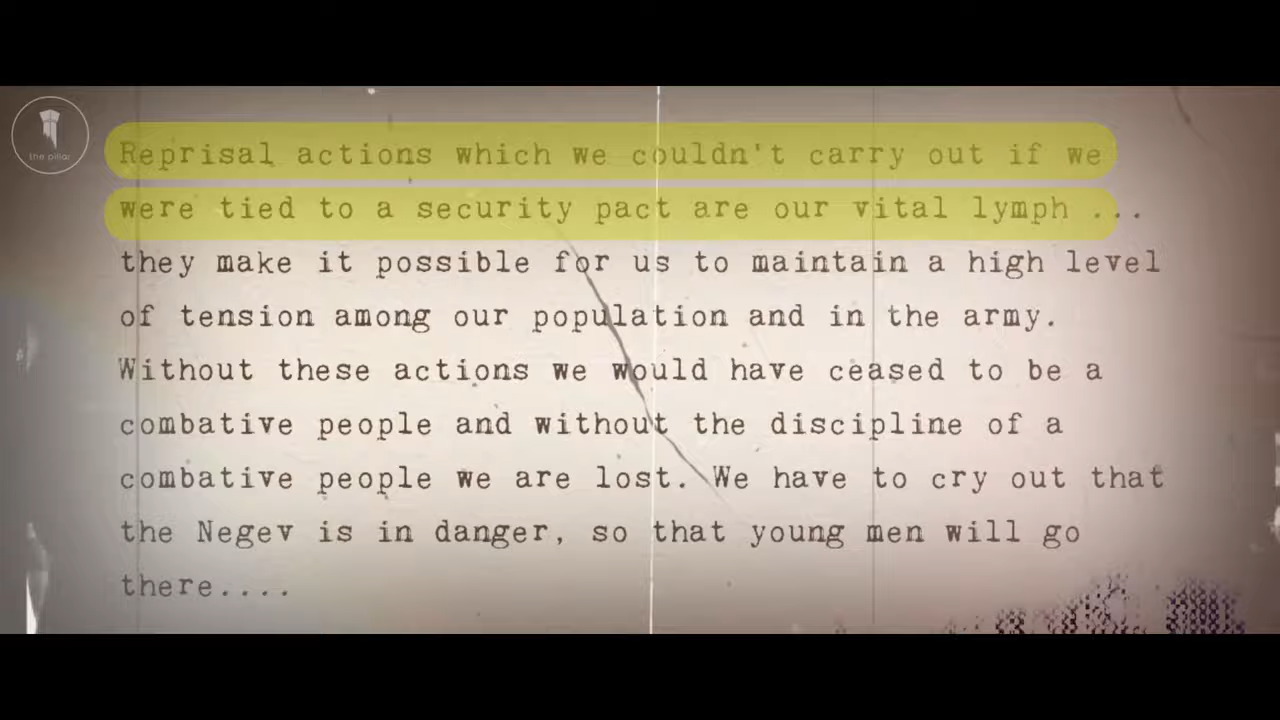 the pillar
Reprisal actions which we couldn't carry out if we
were tied to a security pact are our vital lymph ...
they make it possible for us to maintain a high level
of tension among our population and in the army.
Without these actions we would have ceased to be a
combative people and without the discipline of a
combative people we are lost. We have to cry out that
the Negev is in danger, so that young men will go
there....